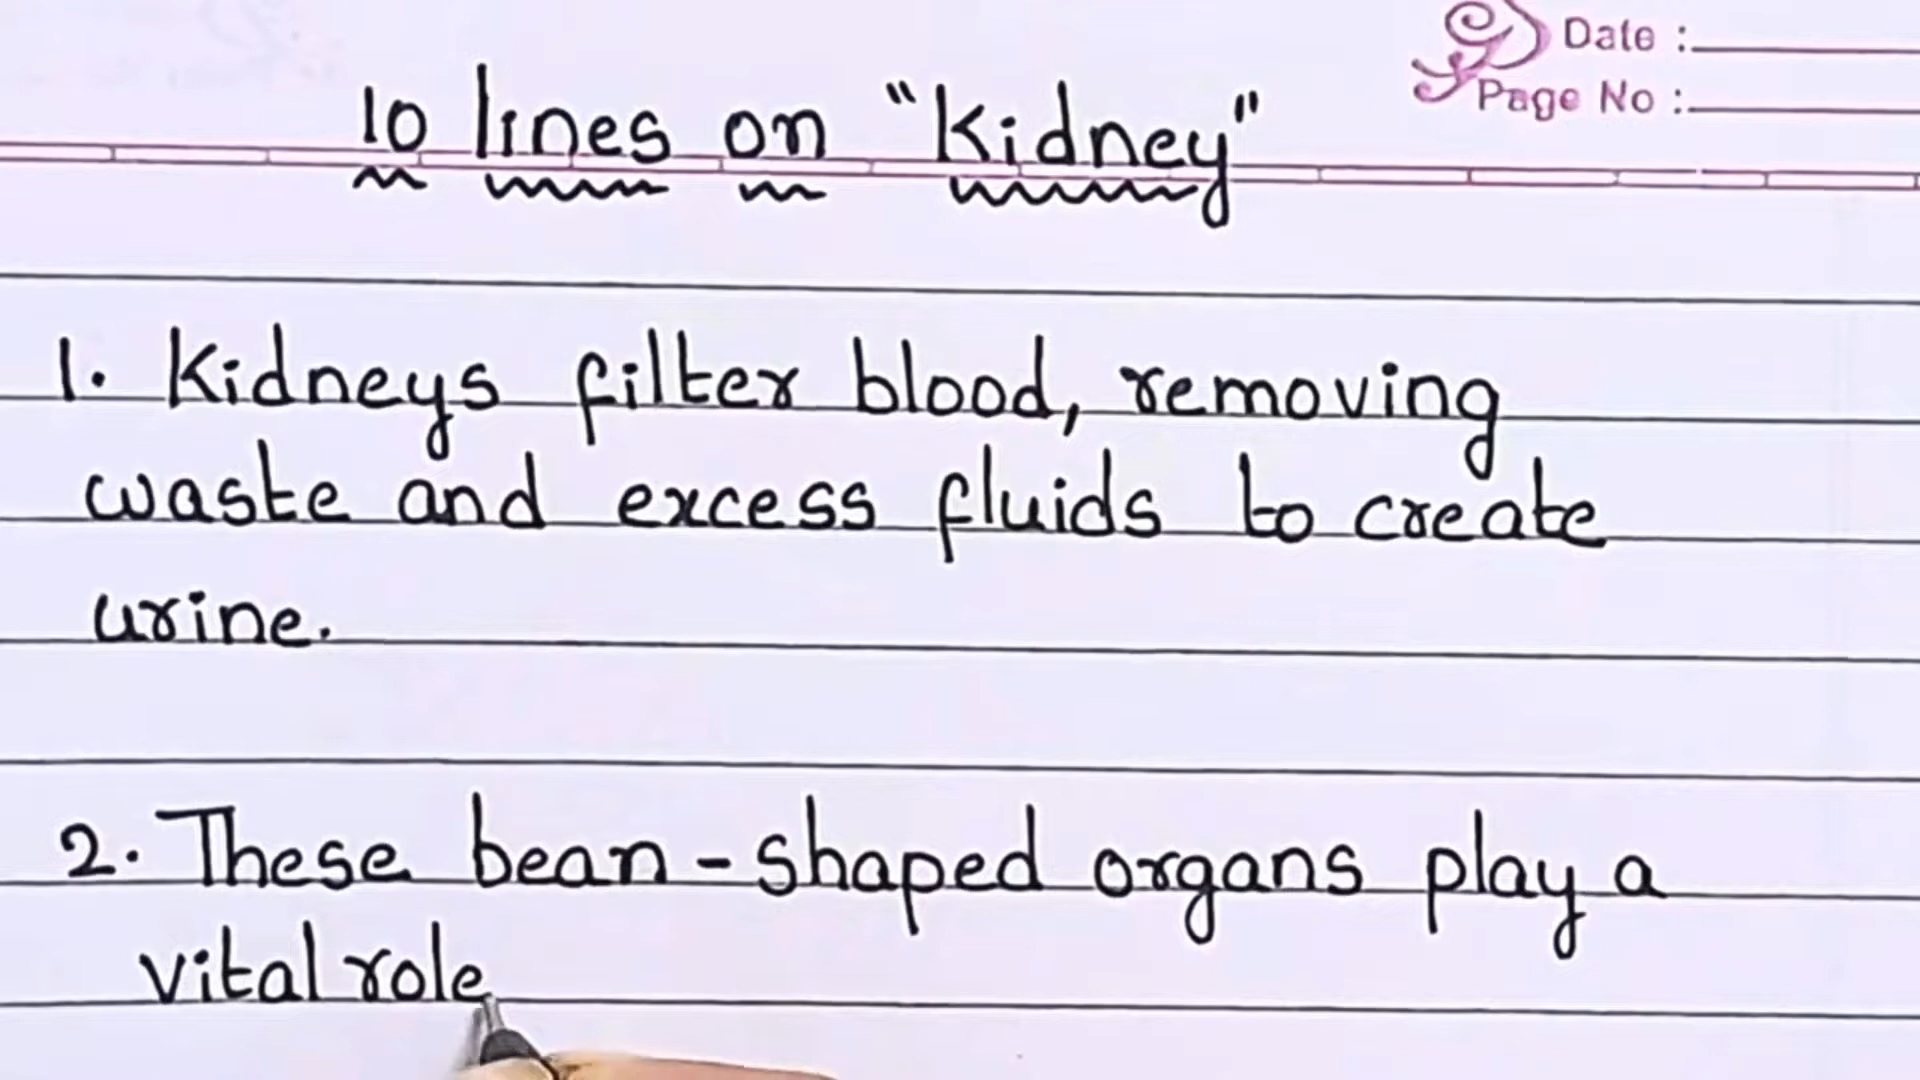 Date :
Page No :
10 lines on "Kidney"
1. Kidneys filter blood, removing
waste and excess fluids to create
urine.
2. These bean-shaped organs play a
vital role